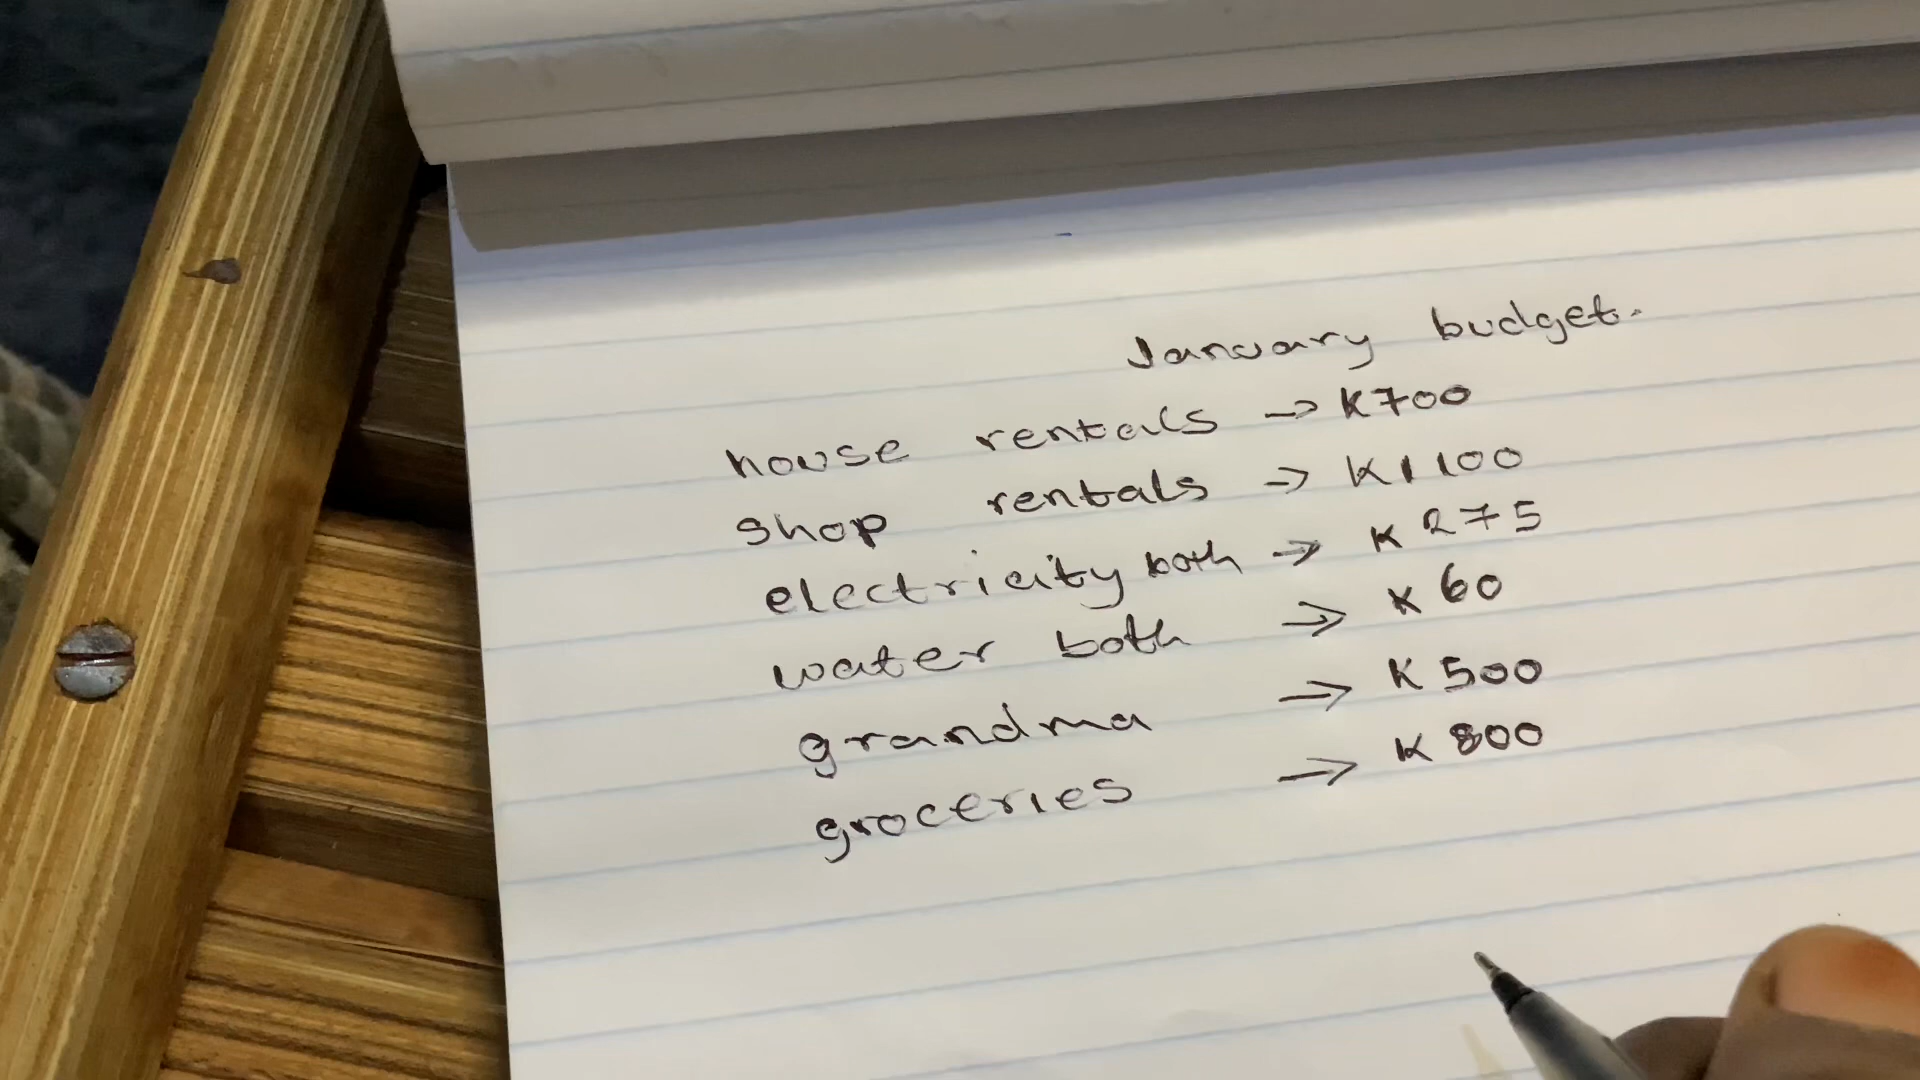 January budget.
house rentals → K700
shop rentals → K1100
electricity both → K275
water both → K60
grandma → K500
groceries → K800